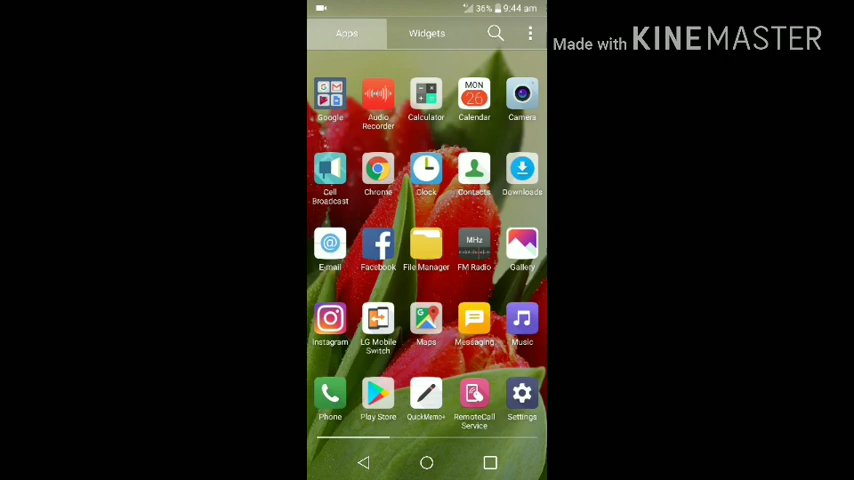 36% 9:44 am
Apps Widgets
Made with KINEMASTER
MON
26
Google Audio Recorder Calculator Calendar Camera
Cell Broadcast Chrome Clock Contacts Downloads
MHz
E-mail Facebook File Manager FM Radio Gallery
Instagram LG Mobile Switch Maps Messaging Music
Phone Play Store QuickMemo+ RemoteCall Service Settings